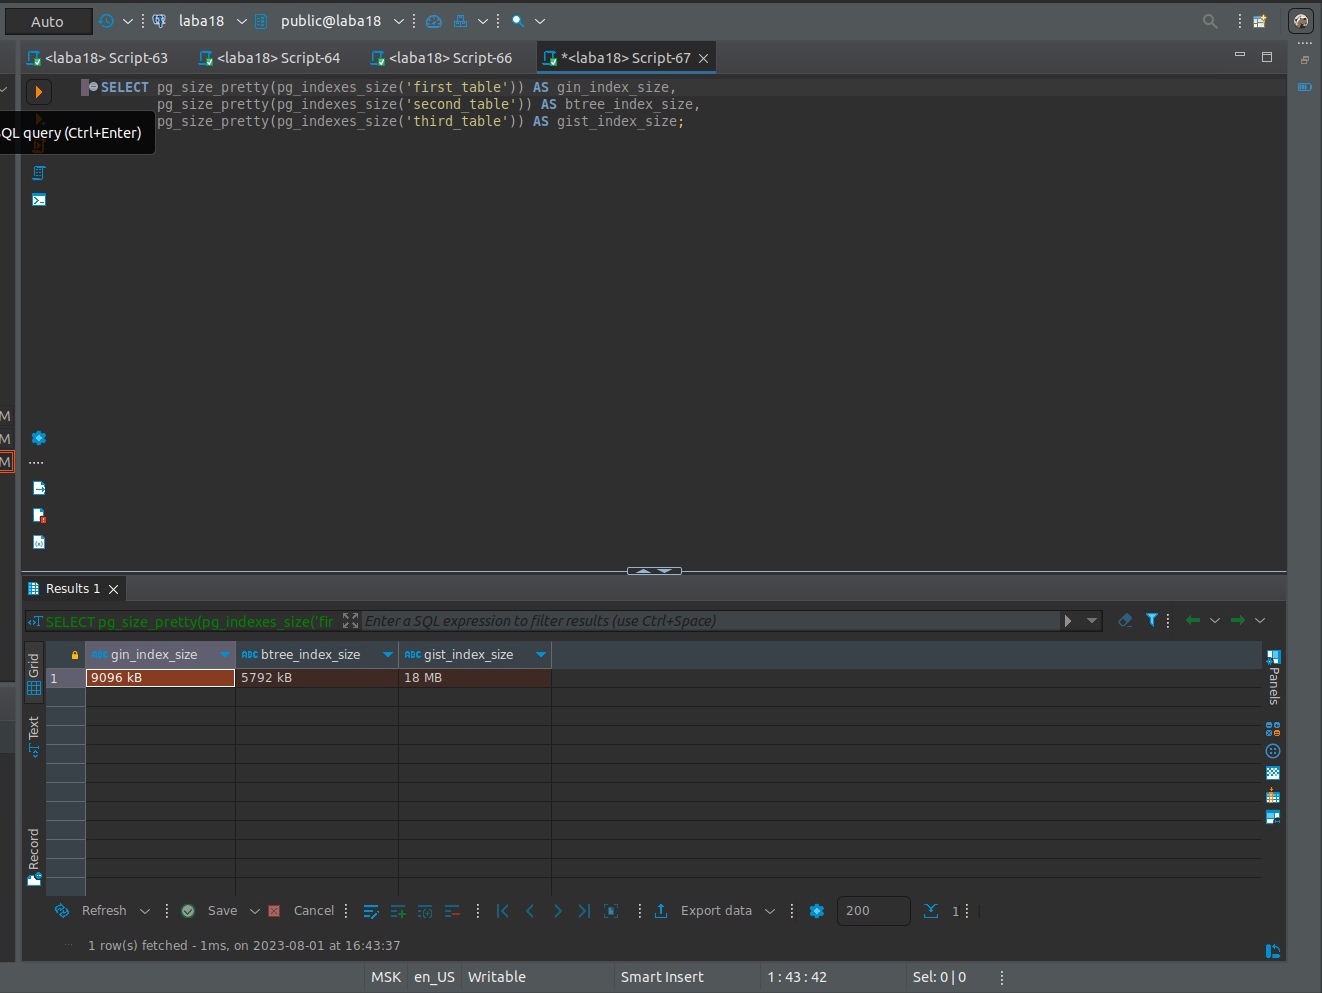 Auto
laba18
public@laba18
<laba18> Script-63
<laba18> Script-64
<laba18> Script-66
*<laba18> Script-67
SELECT pg_size_pretty(pg_indexes_size('first_table')) AS gin_index_size,
pg_size_pretty(pg_indexes_size('second_table')) AS btree_index_size,
pg_size_pretty(pg_indexes_size('third_table')) AS gist_index_size;
QL query (Ctrl+Enter)
M
M
M
Results 1
SELECT pg_size_pretty(pg_indexes_size('fir
Enter a SQL expression to filter results (use Ctrl+Space)
Grid
Text
Record
ABC gin_index_size
ABC btree_index_size
ABC gist_index_size
1
9096 kB
5792 kB
18 MB
Panels
Refresh
Save
Cancel
Export data
200
1
1 row(s) fetched - 1ms, on 2023-08-01 at 16:43:37
MSK
en_US
Writable
Smart Insert
1 : 43 : 42
Sel: 0 | 0